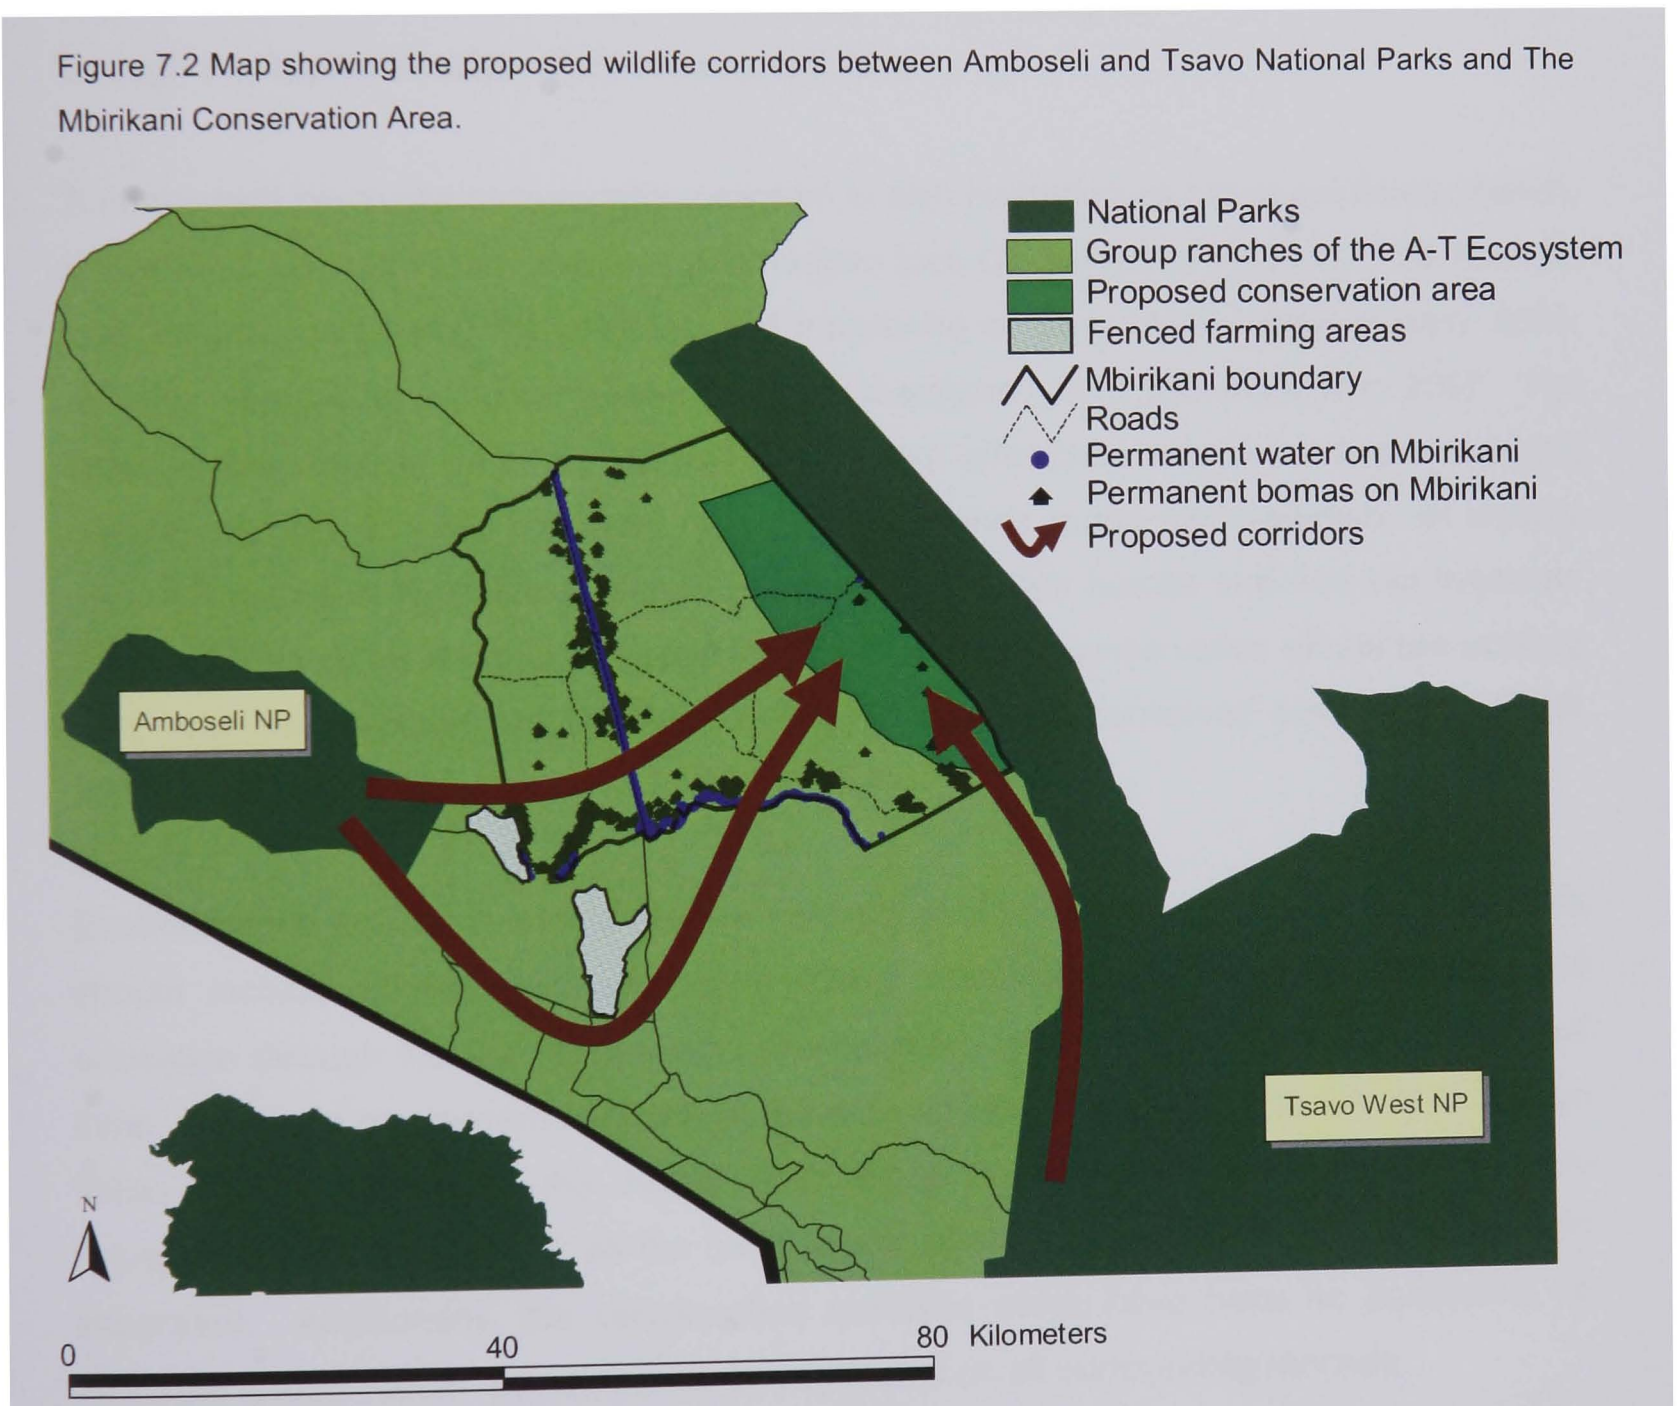 Figure 7.2 Map showing the proposed wildlife corridors between Amboseli and Tsavo National Parks and The
Mbirikani Conservation Area.
National Parks
Group ranches of the A-T Ecosystem
Proposed conservation area
Fenced farming areas
Mbirikani boundary
Roads
Permanent water on Mbirikani
Permanent bomas on Mbirikani
Proposed corridors
Amboseli NP
Tsavo West NP
N
0 40 80 Kilometers